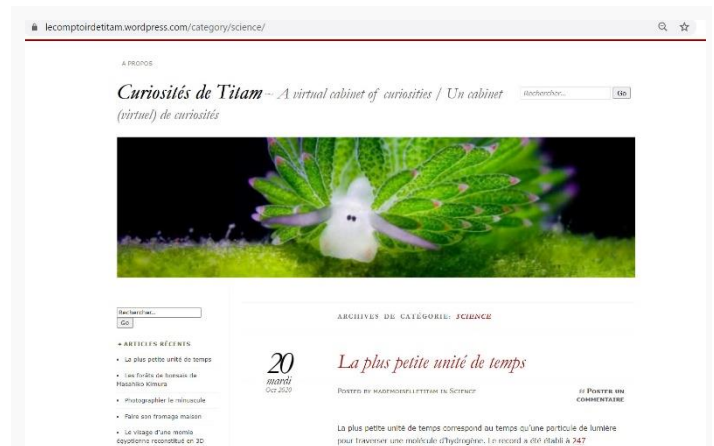 lecomptoirdetitam.wordpress.com/category/science/
A PROPOS
Curiosités de Titam ~ A virtual cabinet of curiosities / Un cabinet
(virtuel) de curiosités
Rechercher...
Go
Rechercher...
Go
ARTICLES RÉCENTS
La plus petite unité de temps
Les forêts de bonsaïs de
Masahiko Kimura
Photographier le minuscule
Faire son fromage maison
Le visage d'une momie
égyptienne reconstitué en 3D
ARCHIVES DE CATÉGORIE: SCIENCE
20
mardi
Oct 2020
La plus petite unité de temps
POSTED BY MADEMOISELLETITAM IN SCIENCE
≈ POSTER UN
COMMENTAIRE
La plus petite unité de temps correspond au temps qu'une particule de lumière
pour traverser une molécule d'hydrogène. Le record a été établi à 247